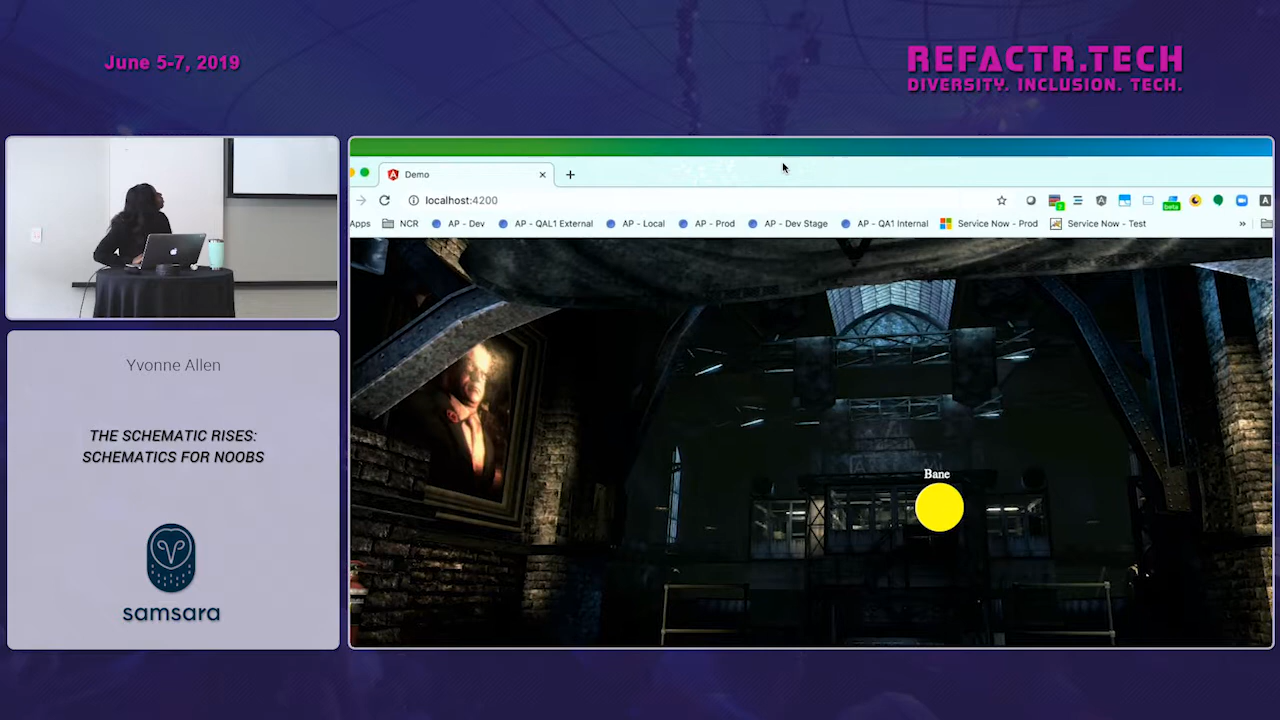 June 5-7, 2019
REFACTR.TECH
DIVERSITY. INCLUSION. TECH.
Yvonne Allen
THE SCHEMATIC RISES:
SCHEMATICS FOR NOOBS
samsara
Demo
localhost:4200
beta
Apps NCR AP - Dev AP - QAL1 External AP - Local AP - Prod AP - Dev Stage AP - QA1 Internal Service Now - Prod Service Now - Test
Bane